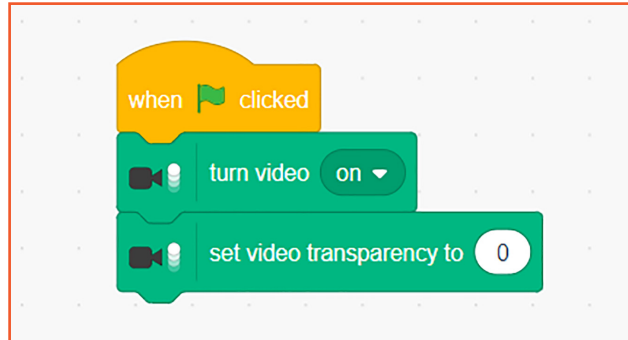 when clicked
turn video on
set video transparency to 0